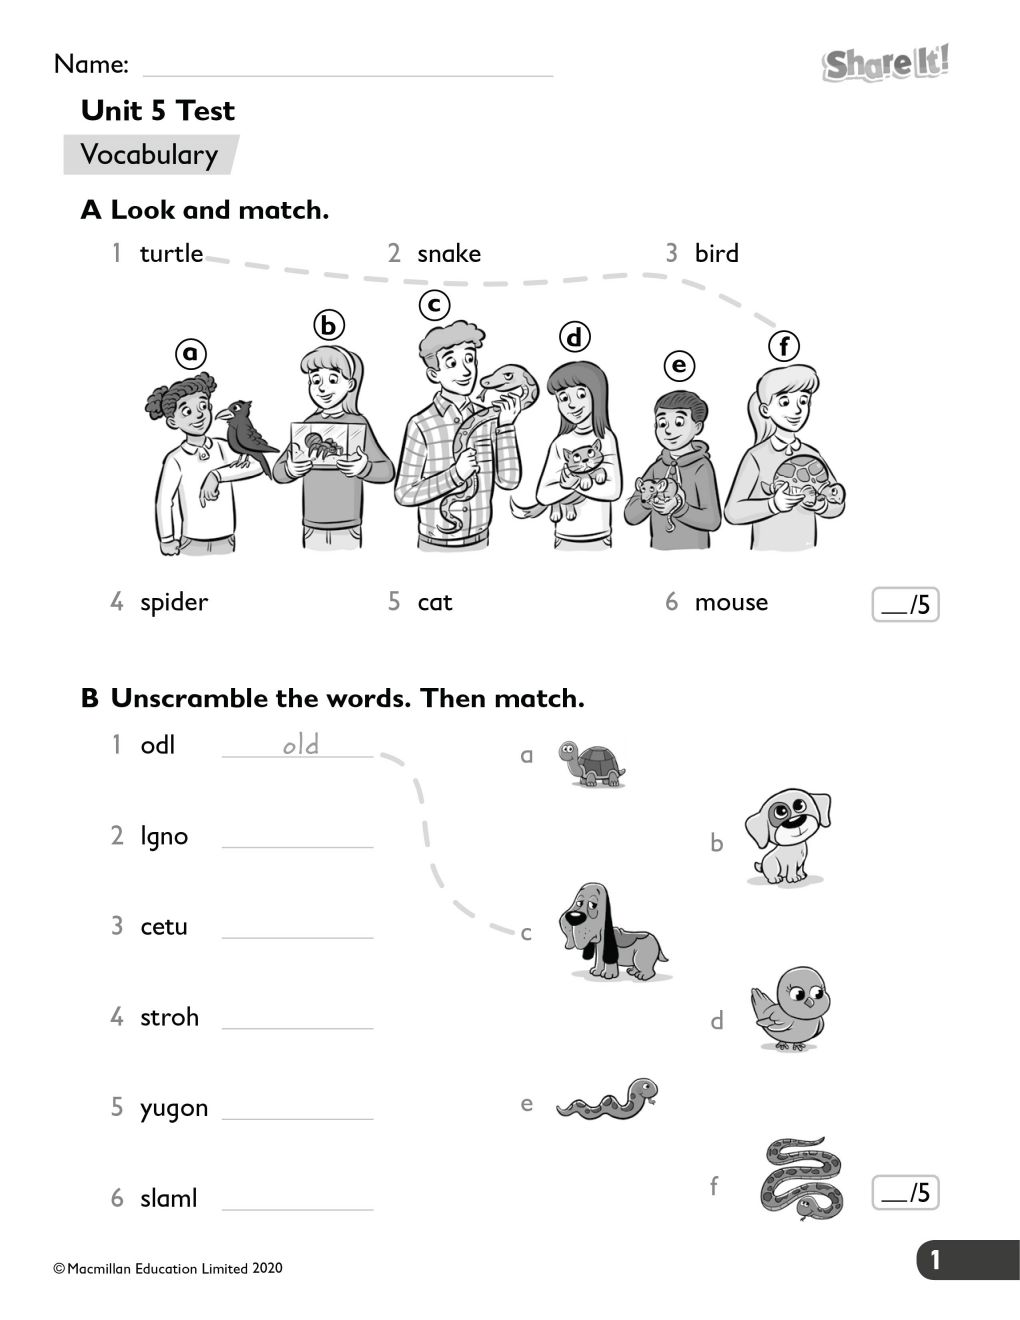 Name:
Share It!
Unit 5 Test
Vocabulary
A Look and match.
1 turtle 2 snake 3 bird
a b c d e f
4 spider 5 cat 6 mouse
__/5
B Unscramble the words. Then match.
1 odl old
a
2 lgno
b
3 cetu
c
4 stroh
d
5 yugon
e
6 slaml
f
__/5
© Macmillan Education Limited 2020
1